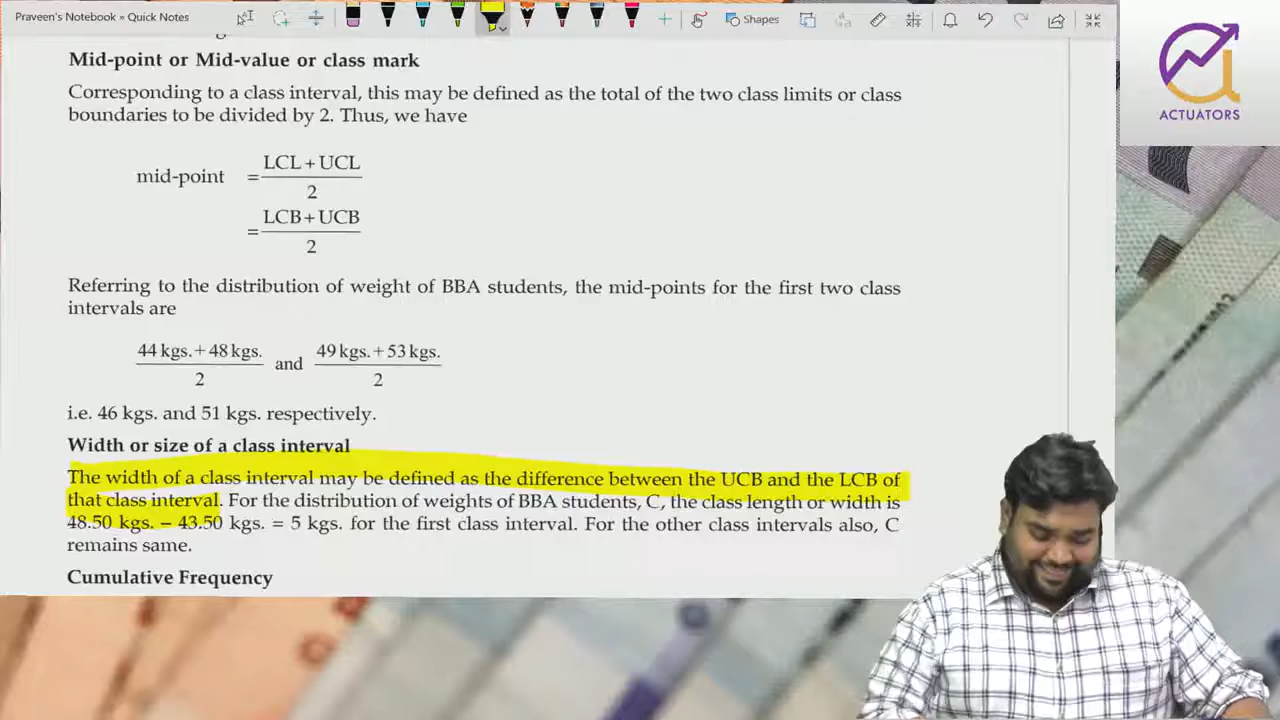 Praveen's Notebook » Quick Notes
Shapes
ACTUATORS
Mid-point or Mid-value or class mark
Corresponding to a class interval, this may be defined as the total of the two class limits or class
boundaries to be divided by 2. Thus, we have
mid-point = LCL + UCL
2
= LCB + UCB
2
Referring to the distribution of weight of BBA students, the mid-points for the first two class
intervals are
44 kgs. + 48 kgs. and 49 kgs. + 53 kgs.
2 2
i.e. 46 kgs. and 51 kgs. respectively.
Width or size of a class interval
The width of a class interval may be defined as the difference between the UCB and the LCB of
that class interval. For the distribution of weights of BBA students, C, the class length or width is
48.50 kgs. – 43.50 kgs. = 5 kgs. for the first class interval. For the other class intervals also, C
remains same.
Cumulative Frequency